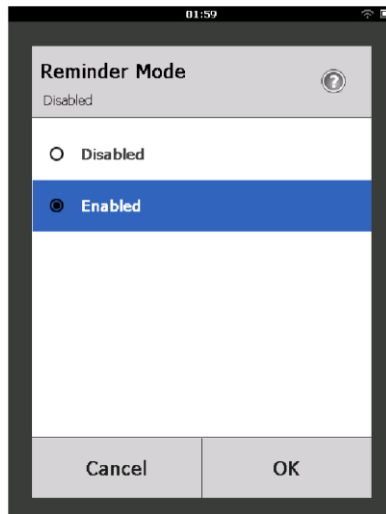 01:59
Reminder Mode
Disabled
?
Disabled
Enabled
Cancel OK